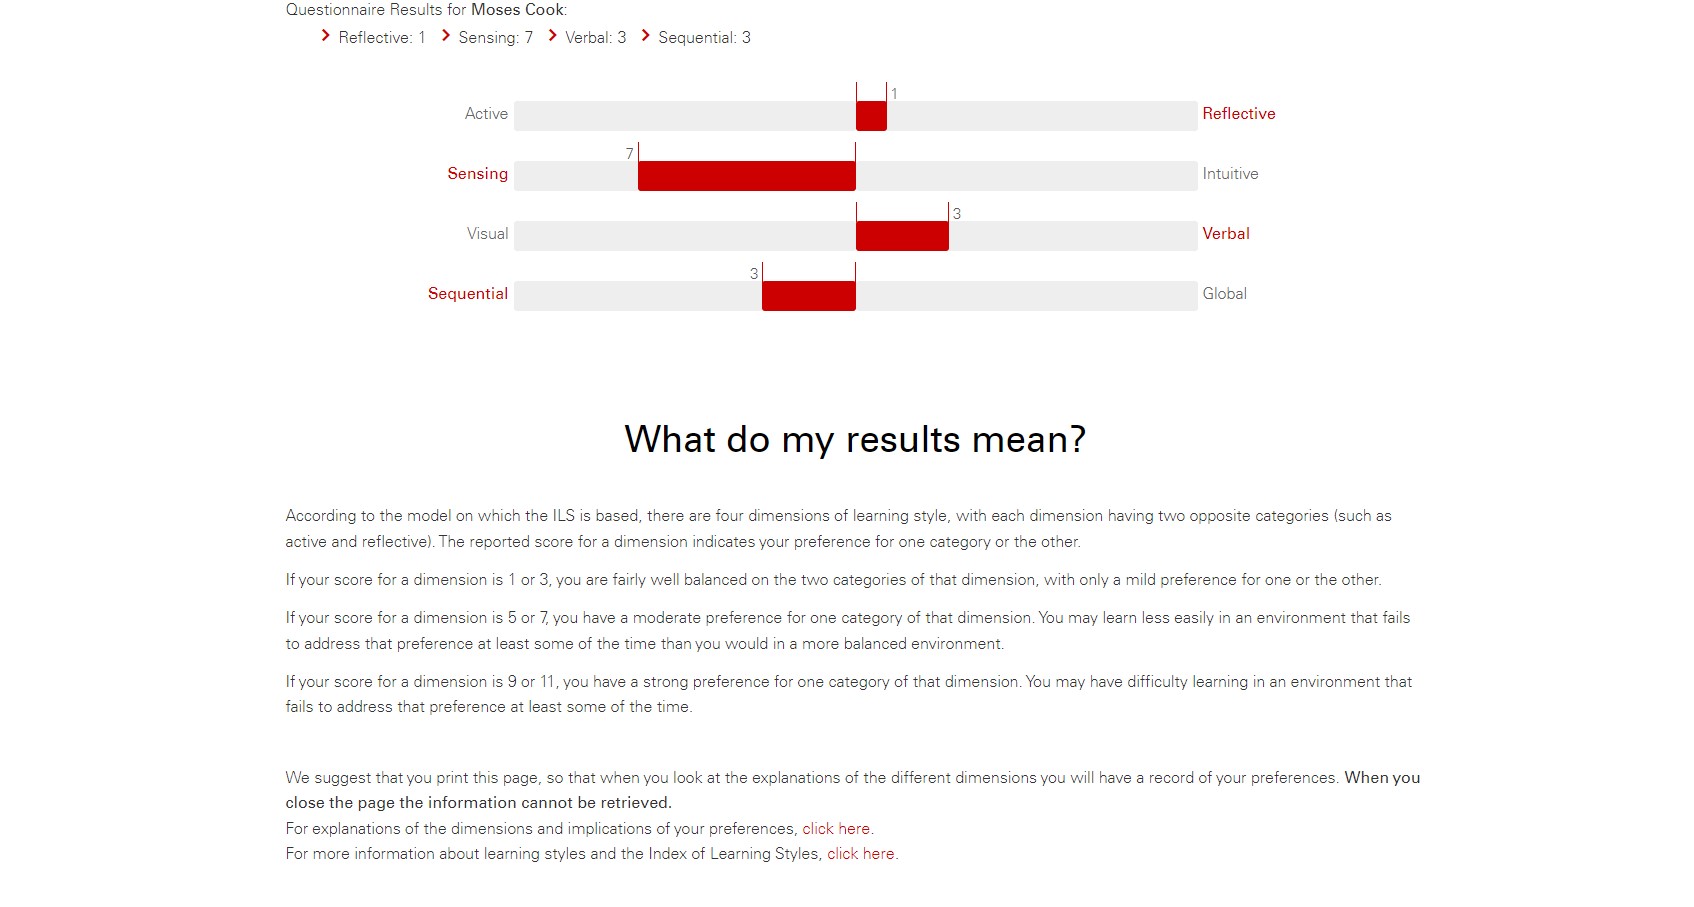 Questionnaire Results for Moses Cook:
Reflective: 1 Sensing: 7 Verbal: 3 Sequential: 3
1
Active Reflective
7
Sensing Intuitive
3
Visual Verbal
3
Sequential Global
What do my results mean?
According to the model on which the ILS is based, there are four dimensions of learning style, with each dimension having two opposite categories (such as
active and reflective). The reported score for a dimension indicates your preference for one category or the other.
If your score for a dimension is 1 or 3, you are fairly well balanced on the two categories of that dimension, with only a mild preference for one or the other.
If your score for a dimension is 5 or 7, you have a moderate preference for one category of that dimension. You may learn less easily in an environment that fails
to address that preference at least some of the time than you would in a more balanced environment.
If your score for a dimension is 9 or 11, you have a strong preference for one category of that dimension. You may have difficulty learning in an environment that
fails to address that preference at least some of the time.
We suggest that you print this page, so that when you look at the explanations of the different dimensions you will have a record of your preferences. When you
close the page the information cannot be retrieved.
For explanations of the dimensions and implications of your preferences, click here.
For more information about learning styles and the Index of Learning Styles, click here.